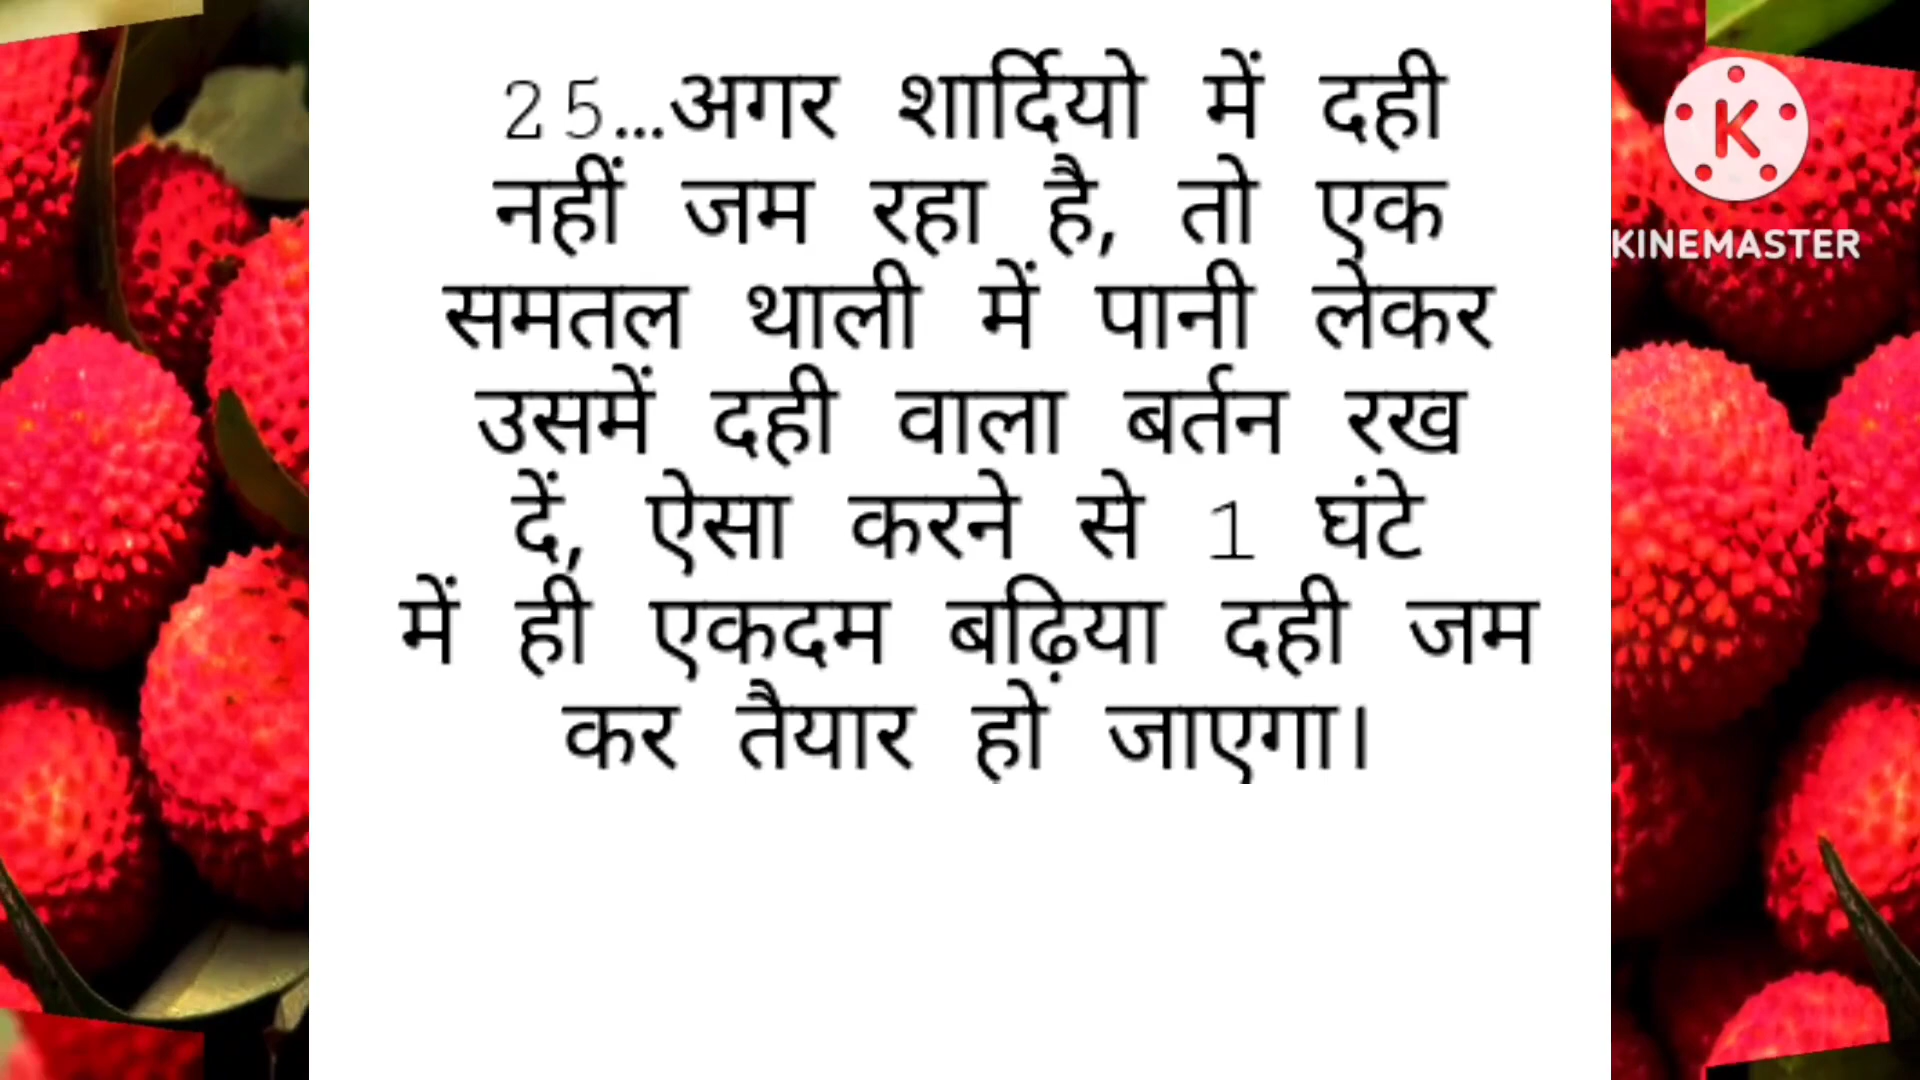 25...अगर शार्दियो में दही
नहीं जम रहा है, तो एक
समतल थाली में पानी लेकर
उसमें दही वाला बर्तन रख
दें, ऐसा करने से 1 घंटे
में ही एकदम बढ़िया दही जम
कर तैयार हो जाएगा।
K
KINEMASTER